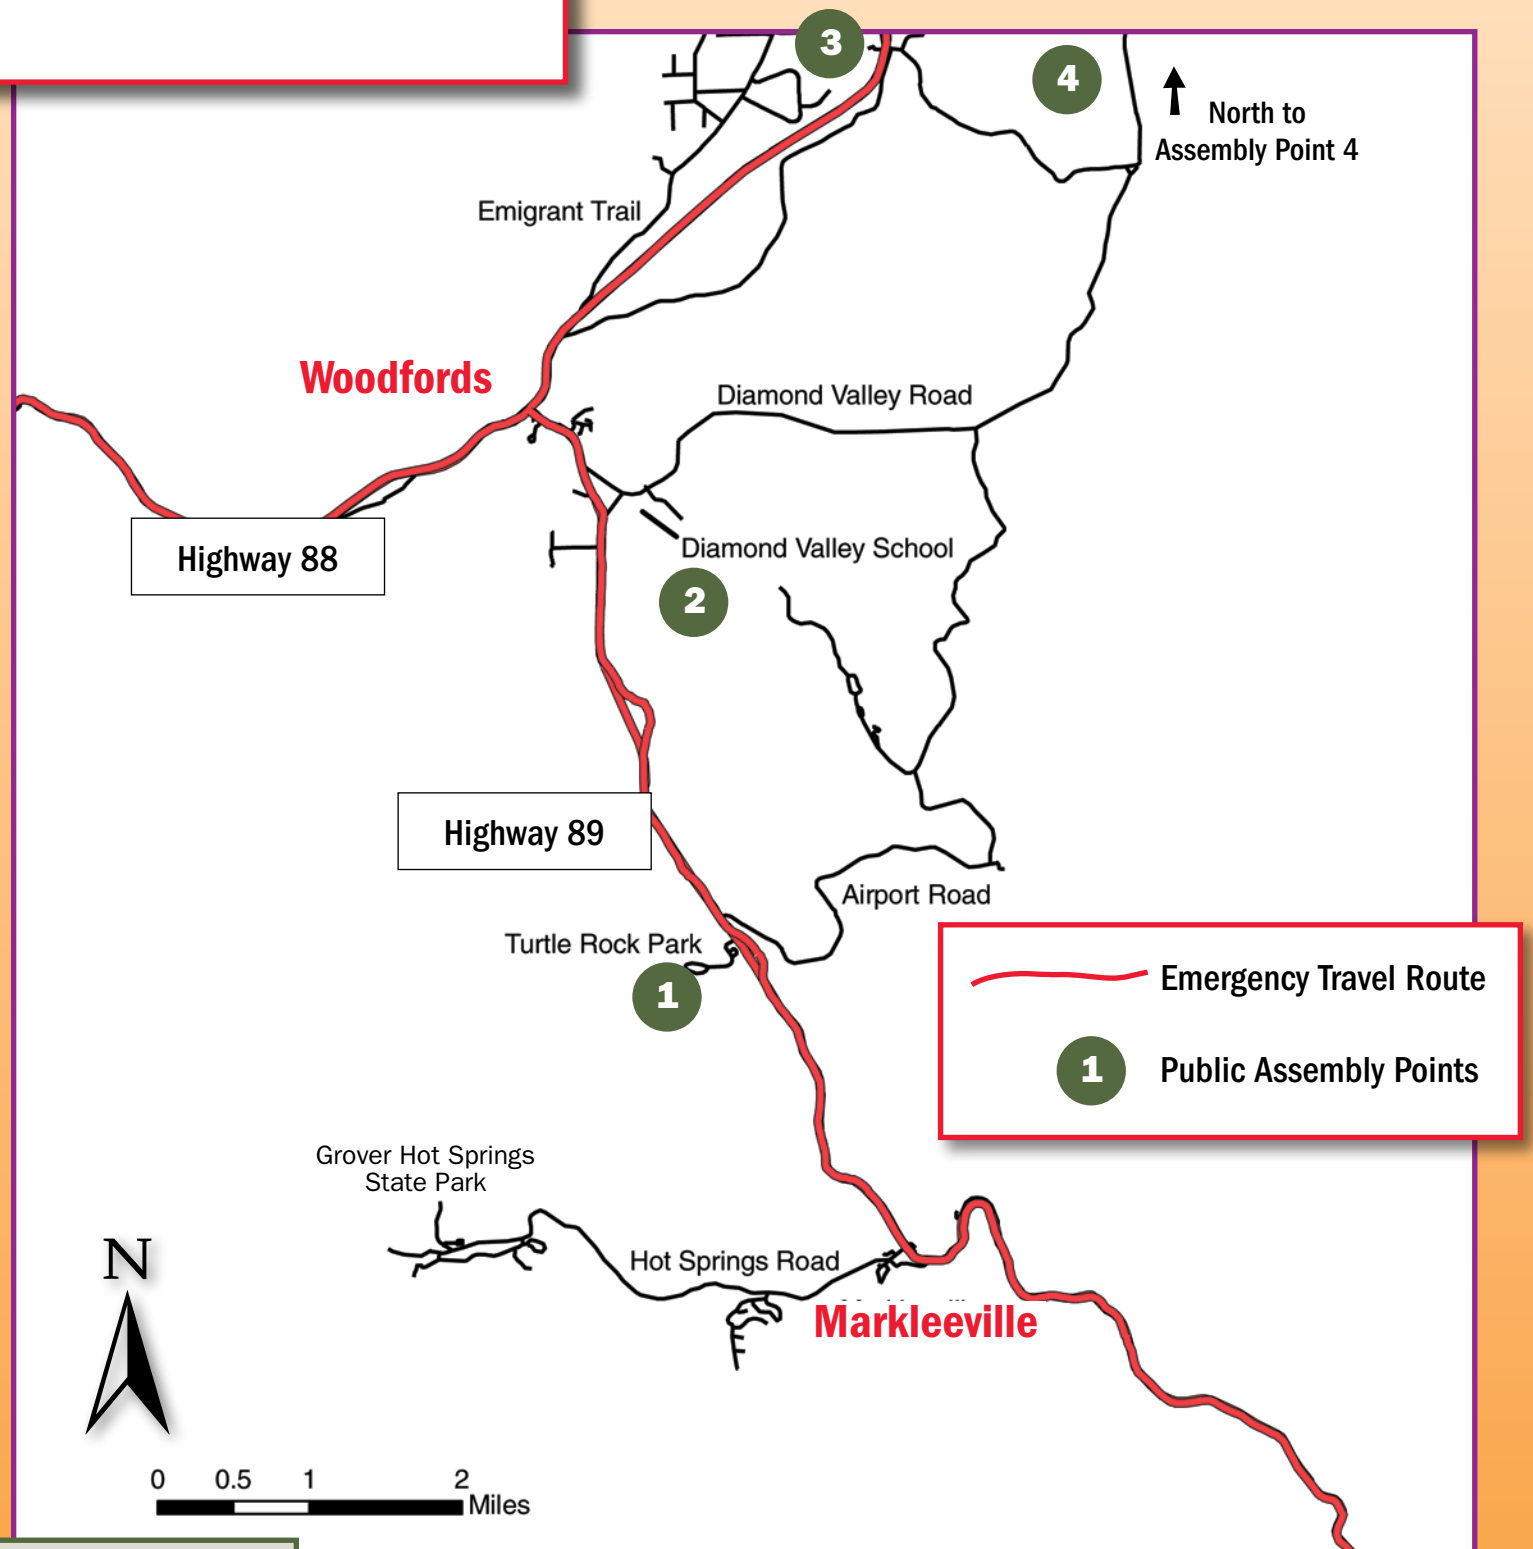 3
4
North to
Assembly Point 4
Emigrant Trail
Woodfords
Diamond Valley Road
Highway 88
Diamond Valley School
2
Highway 89
Airport Road
Turtle Rock Park
1
Emergency Travel Route
1 Public Assembly Points
Grover Hot Springs
State Park
N
Hot Springs Road
Markleeville
0 0.5 1 2
Miles